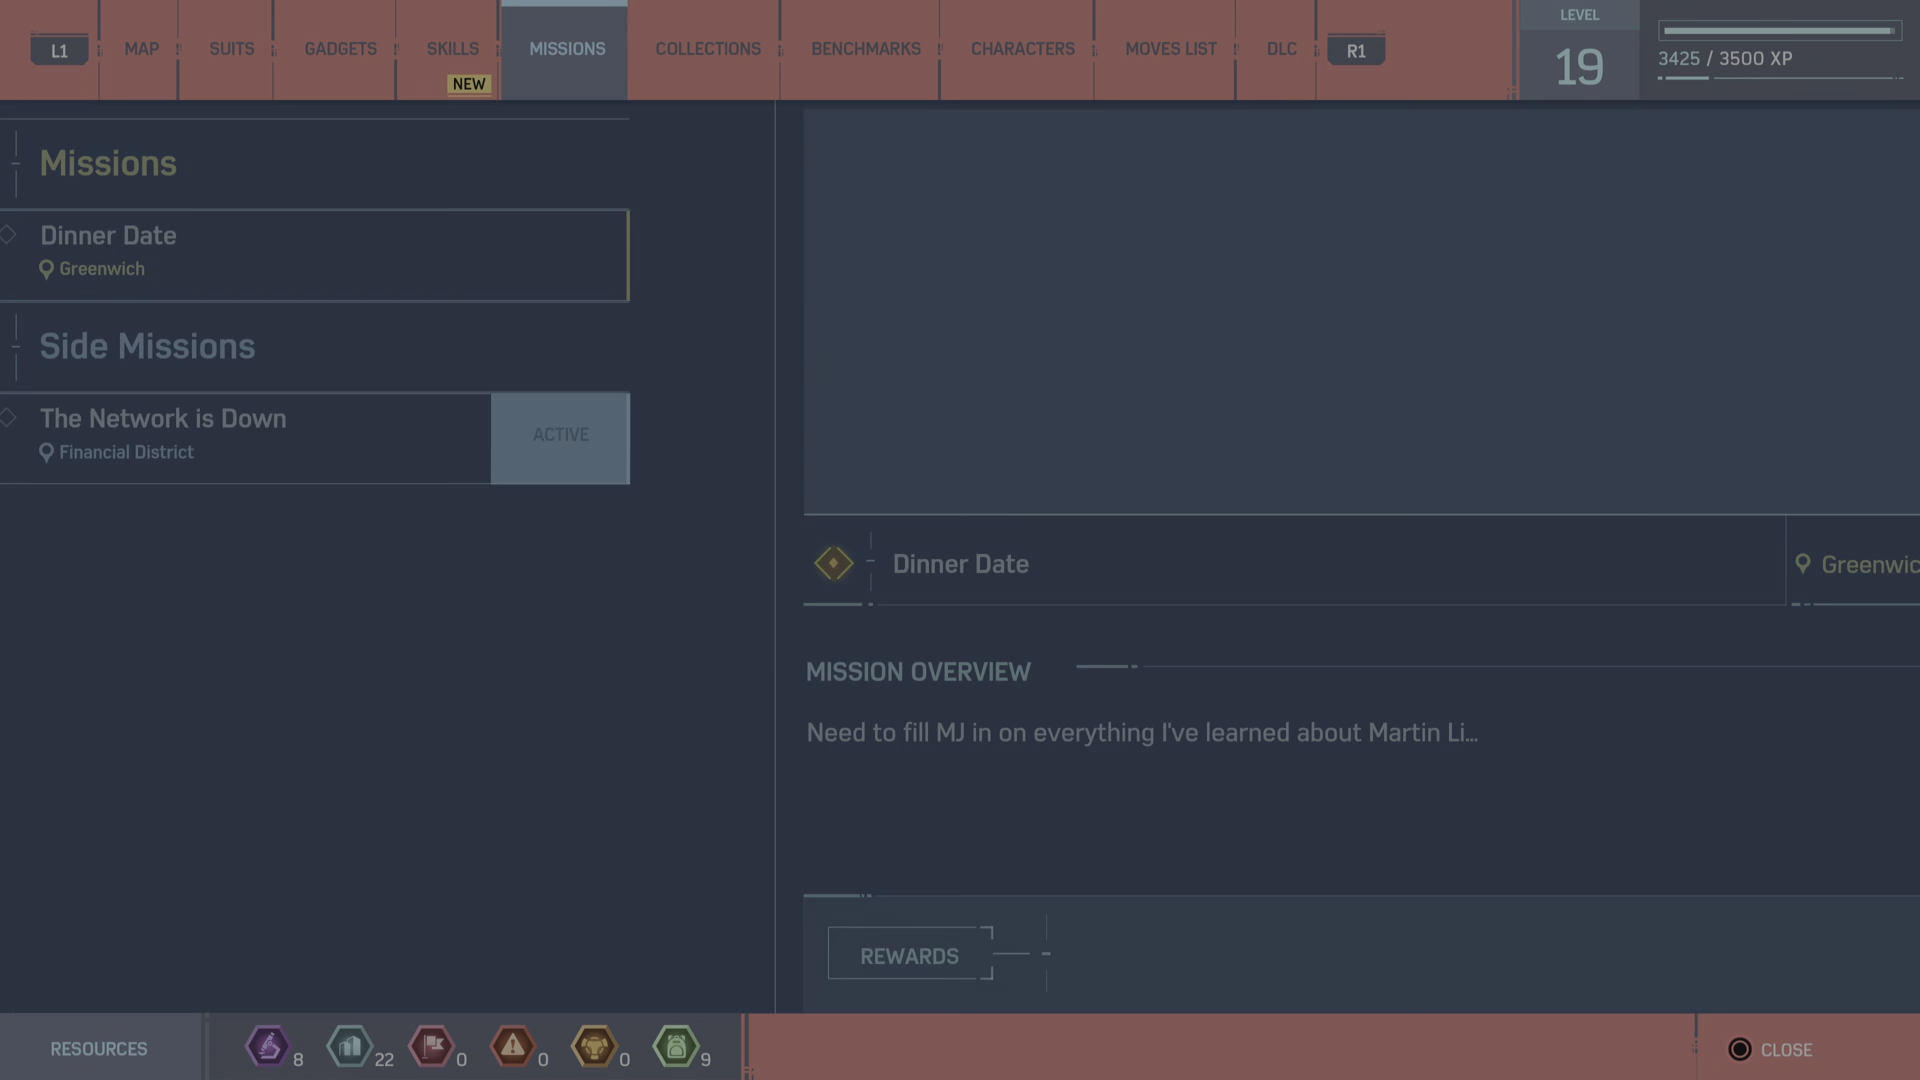 L1
MAP
SUITS
GADGETS
SKILLS
NEW
MISSIONS
COLLECTIONS
BENCHMARKS
CHARACTERS
MOVES LIST
DLC
R1
LEVEL
19
3425 / 3500 XP
Missions
Dinner Date
Greenwich
Side Missions
The Network is Down
Financial District
ACTIVE
Dinner Date
Greenwic
MISSION OVERVIEW
Need to fill MJ in on everything I've learned about Martin Li...
REWARDS
RESOURCES
8
22
0
0
0
9
CLOSE